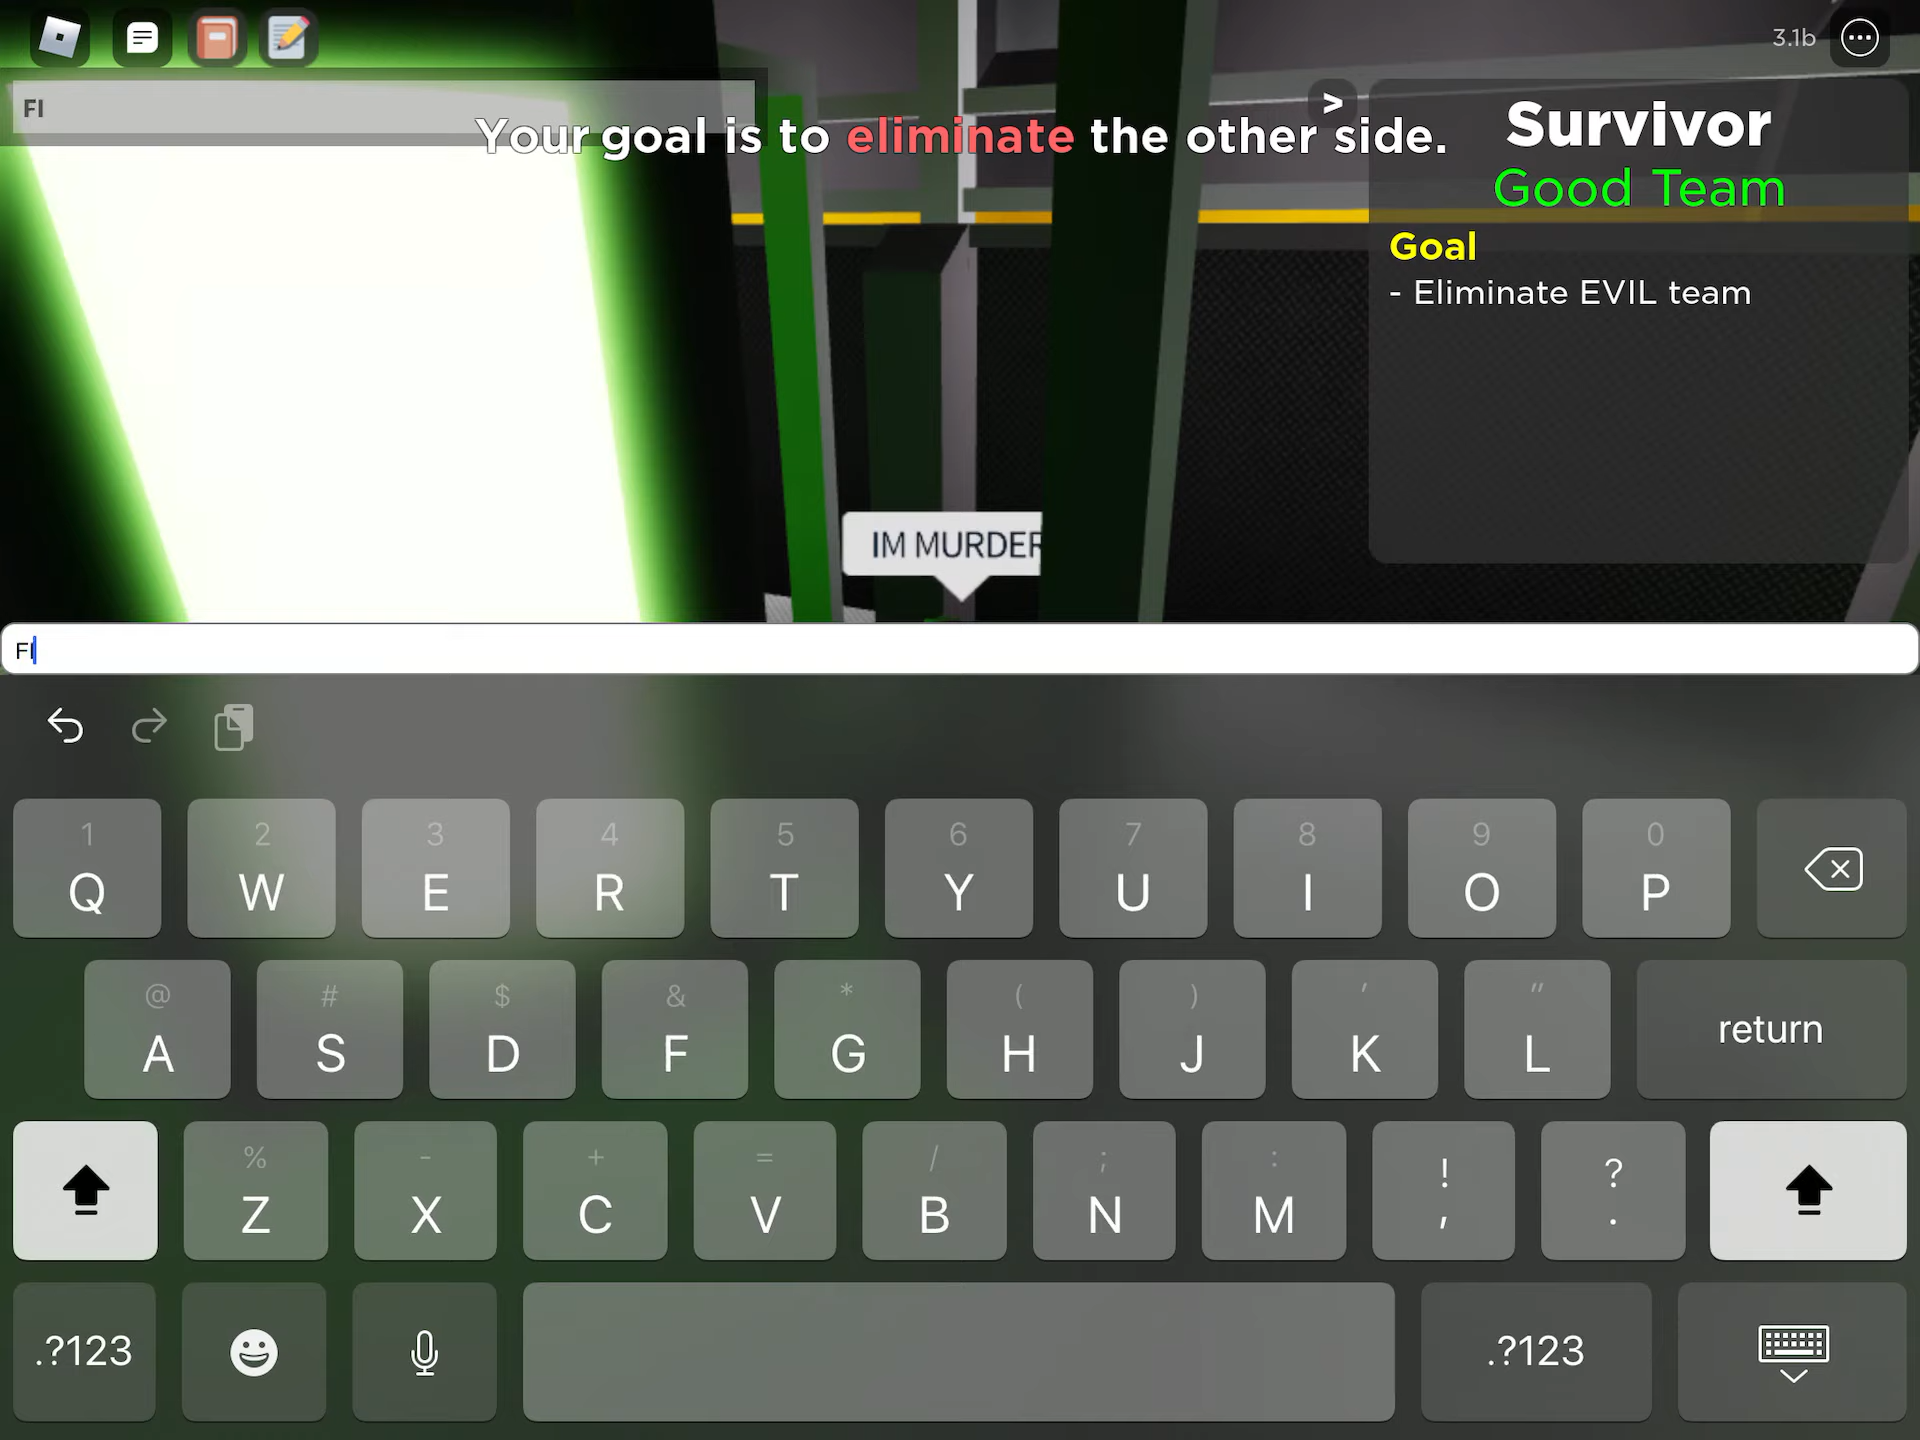 3.1b
FI
>
Your goal is to eliminate the other side.
Survivor
Good Team
Goal
- Eliminate EVIL team
IM MURDER
FI
1 2 3 4 5 6 7 8 9 0
Q W E R T Y U I O P
@ # $ & * ( ) ' "
A S D F G H J K L return
% - + = / ; : ! ?
Z X C V B N M , .
.?123 .?123